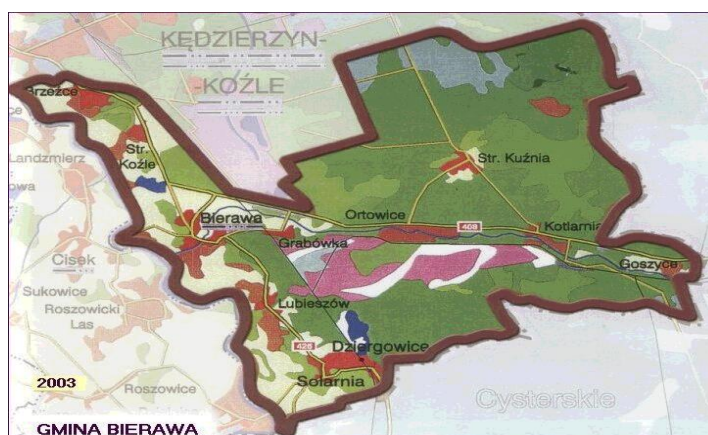 KĘDZIERZYN-
-KOŹLE
Brzeźce
Landzmierz
Str.
Koźle
Str. Kuźnia
Bierawa
Ortowice
408
Kotlarnia
Grabówka
Goszyce
Cisek
Sukowice
Roszowicki
Las
Lubieszów
428
Dziergowice
Solarnia
2003
Roszowice
Cysterskie
GMINA BIERAWA